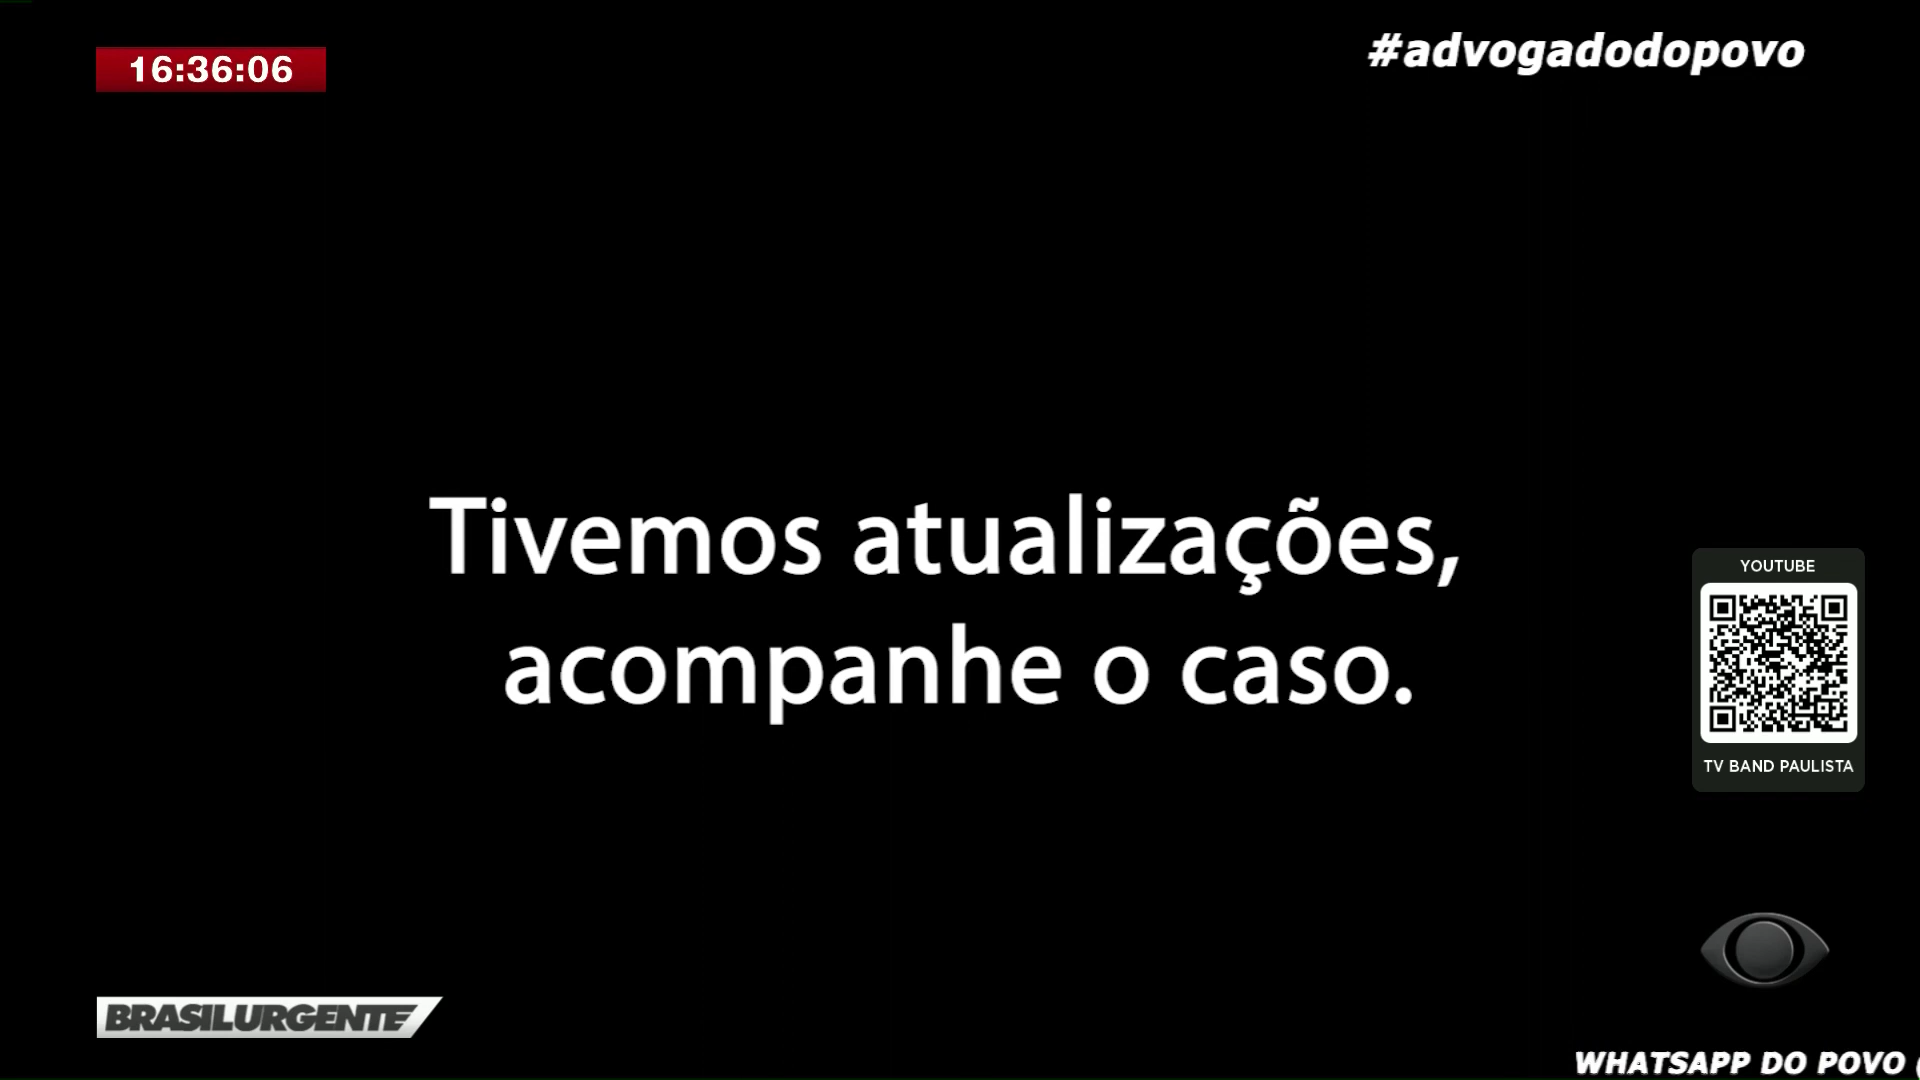 16:36:06
#advogadodopovo
Tivemos atualizações,
acompanhe o caso.
YOUTUBE
TV BAND PAULISTA
BRASILURGENTE
WHATSAPP DO POVO (